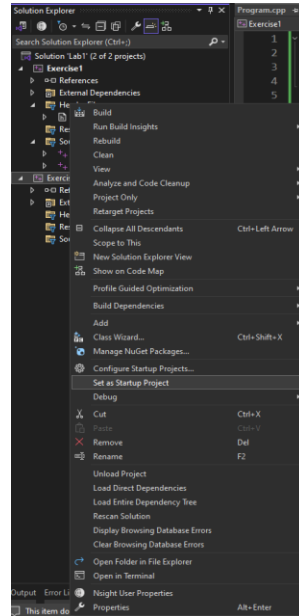 Solution Explorer
Program.cpp
Exercise1
Search Solution Explorer (Ctrl+;)
1
2
3
4
5
Solution 'Lab1' (2 of 2 projects)
Exercise1
References
External Dependencies
Build
Run Build Insights
Rebuild
Clean
View
Analyze and Code Cleanup
Project Only
Retarget Projects
Collapse All Descendants Ctrl+Left Arrow
Scope to This
New Solution Explorer View
Show on Code Map
Profile Guided Optimization
Build Dependencies
Add
Class Wizard... Ctrl+Shift+X
Manage NuGet Packages...
Configure Startup Projects...
Set as Startup Project
Debug
Cut Ctrl+X
Paste Ctrl+V
Remove Del
Rename F2
Unload Project
Load Direct Dependencies
Load Entire Dependency Tree
Rescan Solution
Display Browsing Database Errors
Clear Browsing Database Errors
Open Folder in File Explorer
Open in Terminal
Output
Nsight User Properties
This item do
Properties Alt+Enter